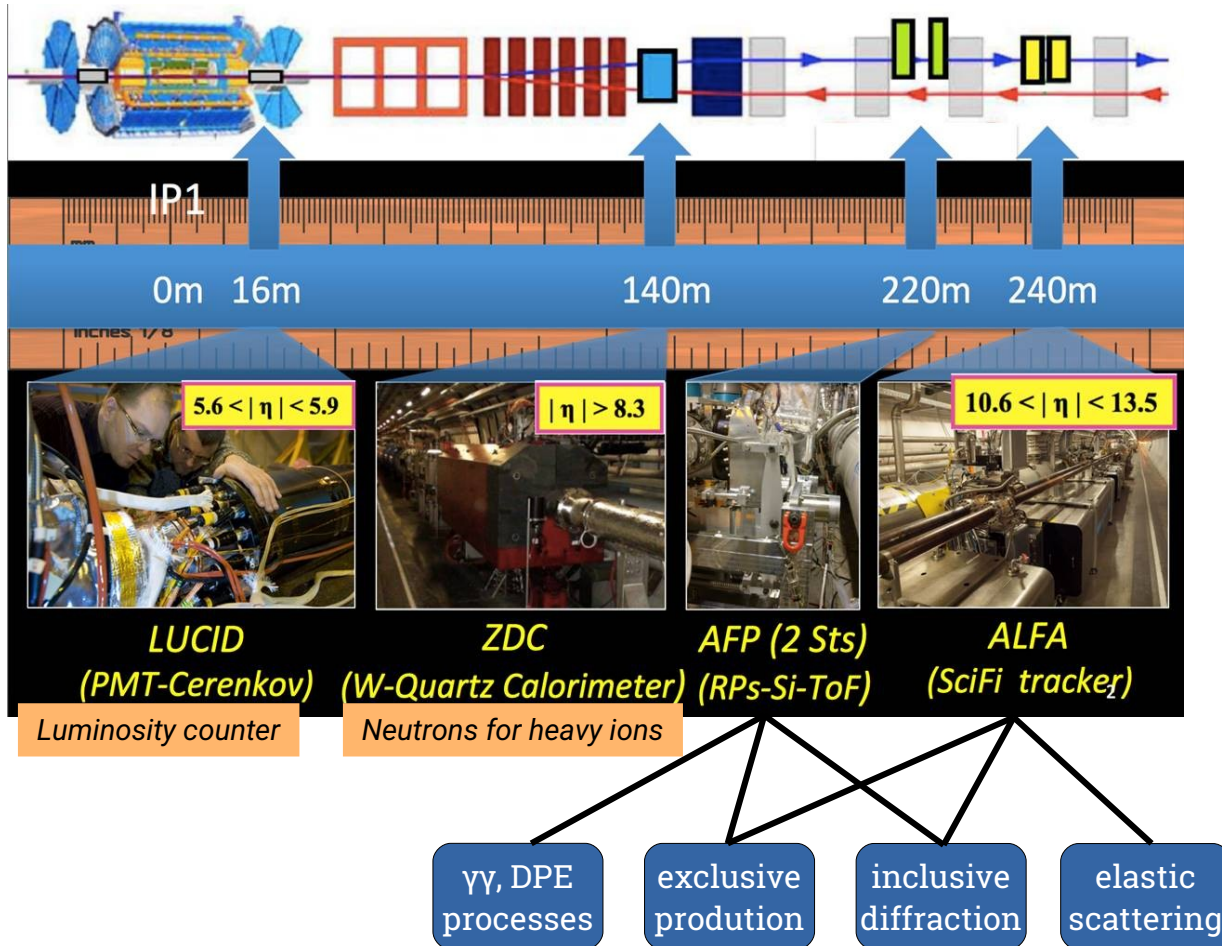 IP1
mm
0m 16m 140m 220m 240m
inches 1/8
5.6 < | η | < 5.9
| η | > 8.3
10.6 < | η | < 13.5
LUCID
(PMT-Cerenkov)
ZDC
(W-Quartz Calorimeter)
AFP (2 Sts)
(RPs-Si-ToF)
ALFA
(SciFi tracker)
2
Luminosity counter
Neutrons for heavy ions
γγ, DPE
processes
exclusive
prodution
inclusive
diffraction
elastic
scattering